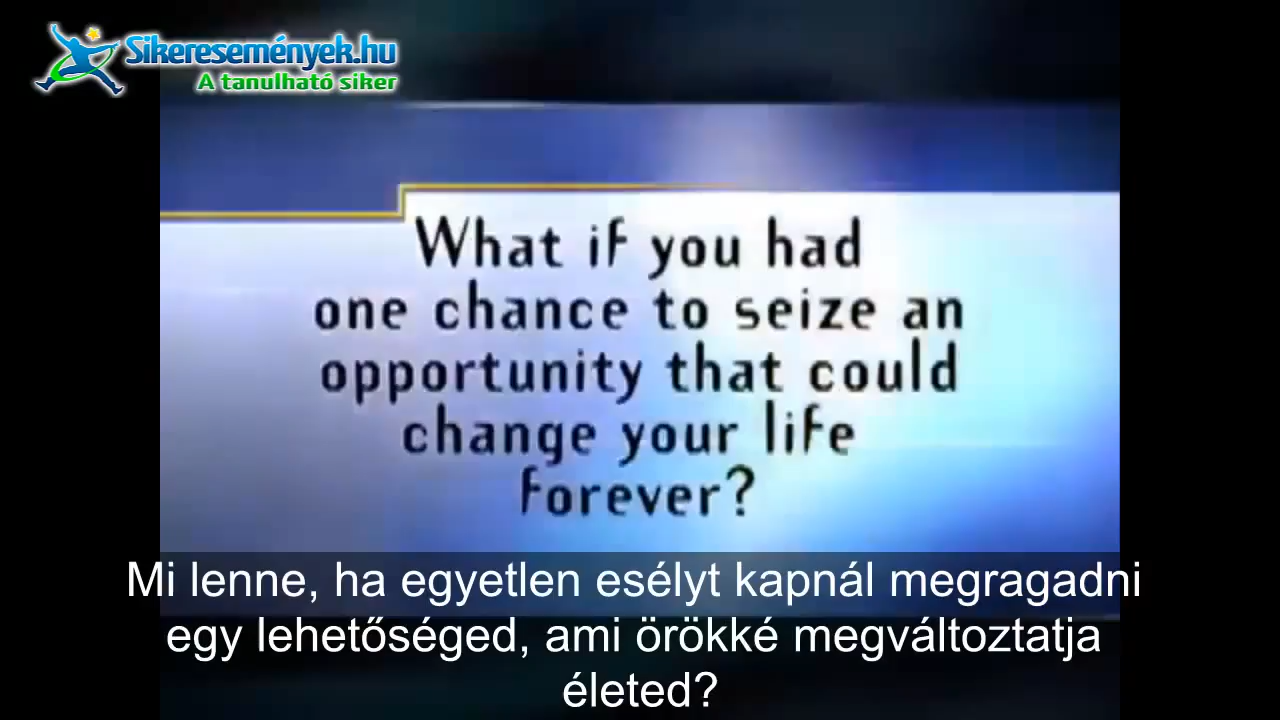 Sikeresemények.hu
A tanulható siker
What if you had
one chance to seize an
opportunity that could
change your life
forever?
Mi lenne, ha egyetlen esélyt kapnál megragadni
egy lehetőséged, ami örökké megváltoztatja
életed?